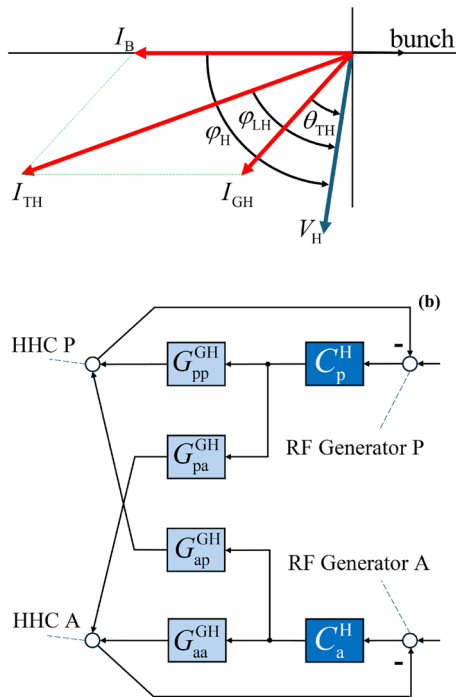 I_B bunch
φ_H φ_LH θ_TH
I_TH I_GH
V_H
(b)
-
HHC P G_pp^GH C_p^H
RF Generator P
G_pa^GH
G_ap^GH RF Generator A
HHC A G_aa^GH C_a^H
-